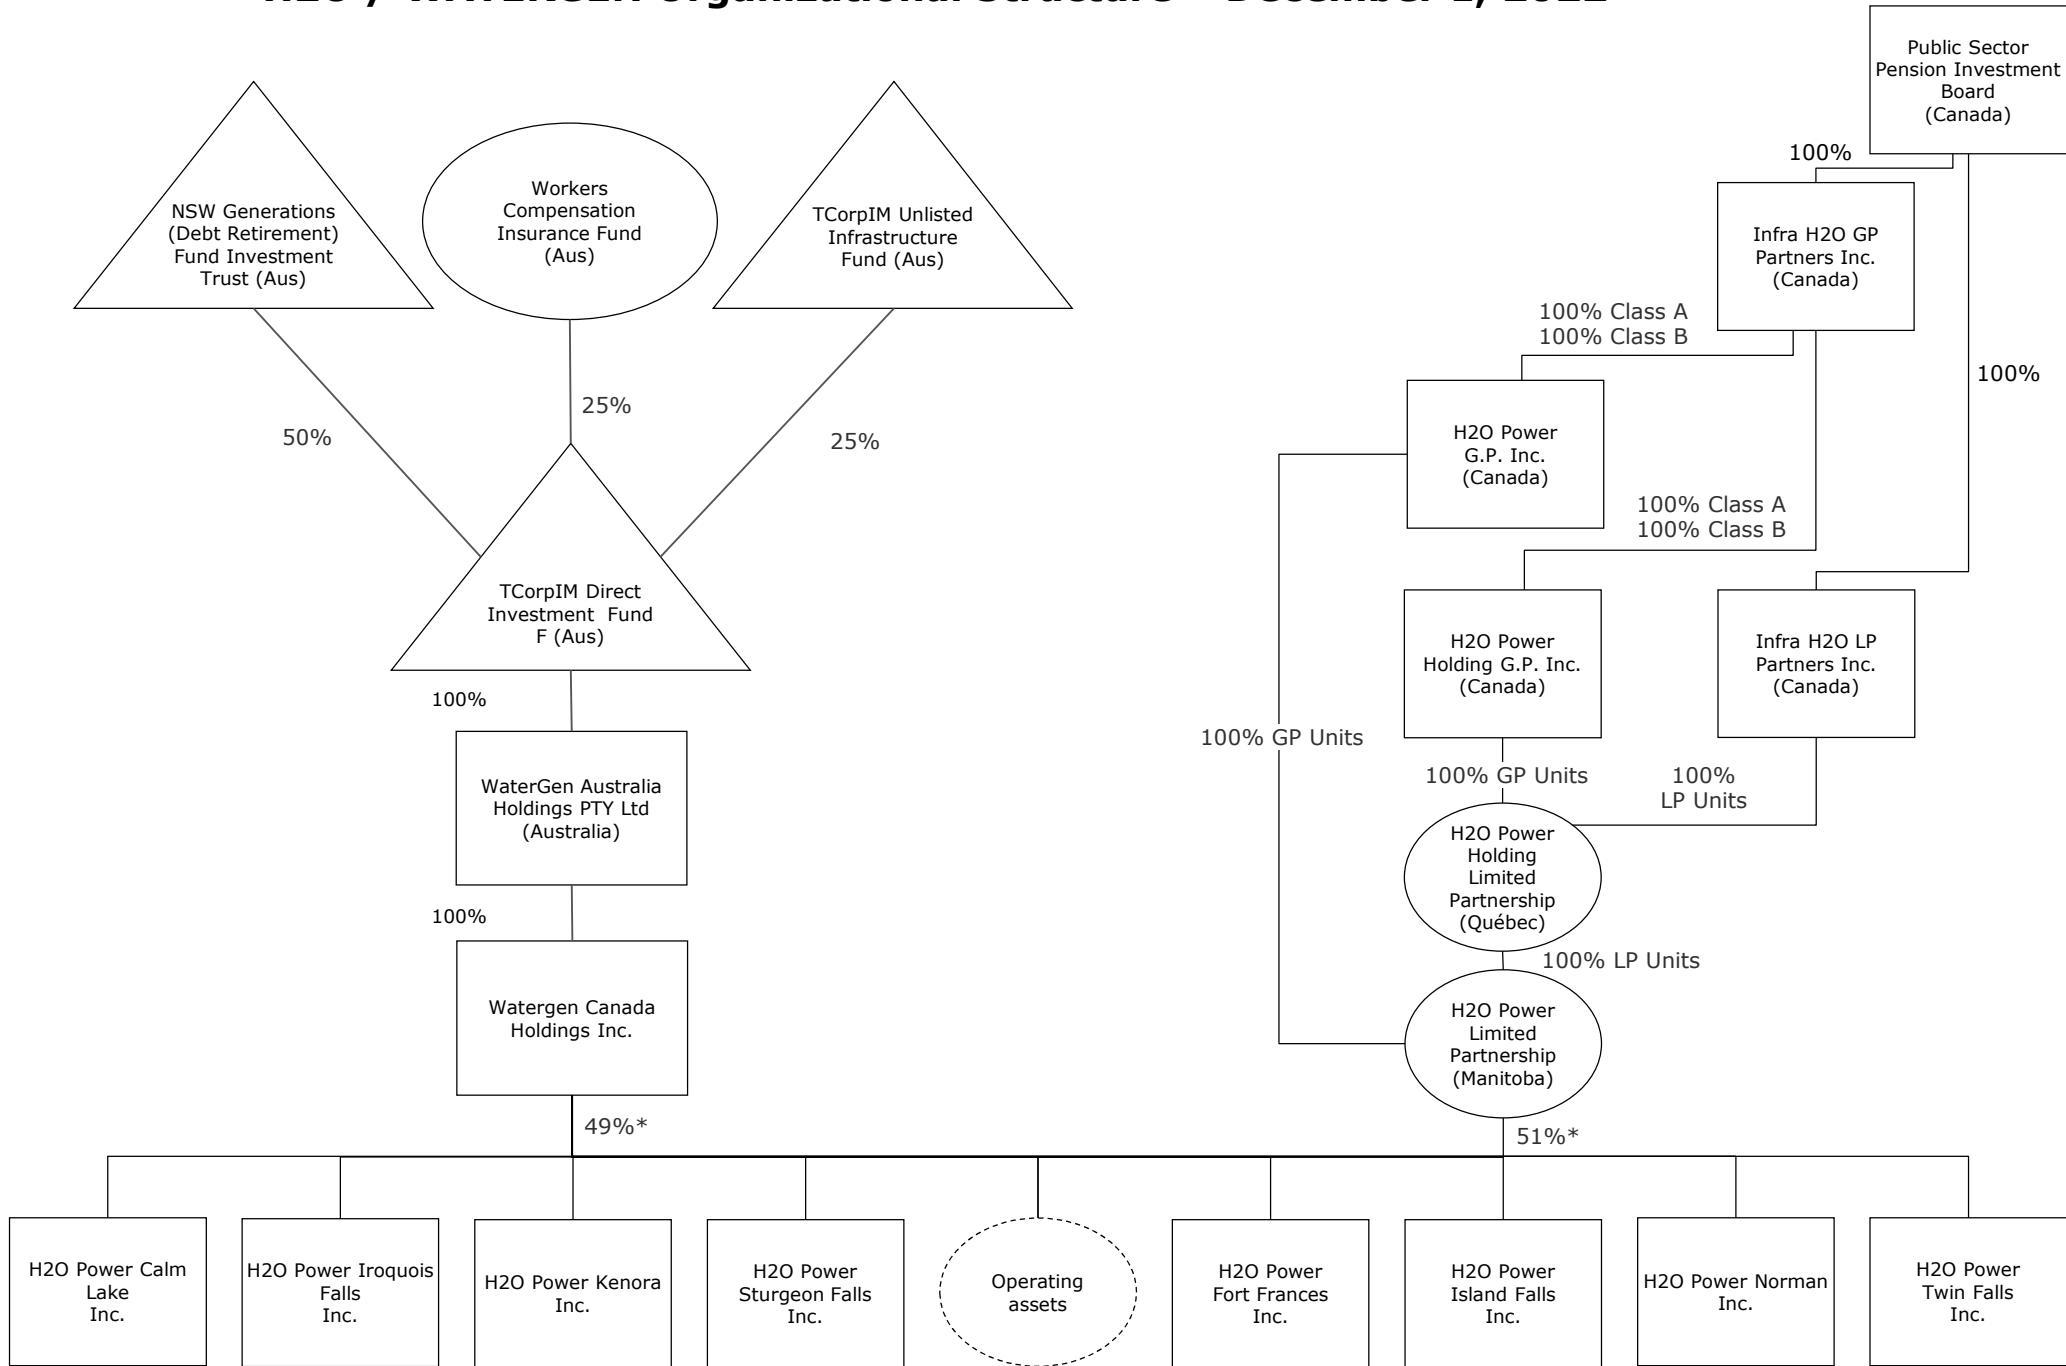 H2O / WATERGEN Organizational Structure – December 1, 2022
Public Sector
Pension Investment
Board
(Canada)
100%
NSW Generations
(Debt Retirement)
Fund Investment
Trust (Aus)
Workers
Compensation
Insurance Fund
(Aus)
TCorpIM Unlisted
Infrastructure
Fund (Aus)
Infra H2O GP
Partners Inc.
(Canada)
100% Class A
100% Class B
100%
50%
25%
25%
H2O Power
G.P. Inc.
(Canada)
100% Class A
100% Class B
TCorpIM Direct
Investment Fund
F (Aus)
H2O Power
Holding G.P. Inc.
(Canada)
Infra H2O LP
Partners Inc.
(Canada)
100%
100% GP Units
100% GP Units
100%
LP Units
WaterGen Australia
Holdings PTY Ltd
(Australia)
H2O Power
Holding
Limited
Partnership
(Québec)
100%
100% LP Units
Watergen Canada
Holdings Inc.
H2O Power
Limited
Partnership
(Manitoba)
49%*
51%*
H2O Power Calm
Lake
Inc.
H2O Power Iroquois
Falls
Inc.
H2O Power Kenora
Inc.
H2O Power
Sturgeon Falls
Inc.
Operating
assets
H2O Power
Fort Frances
Inc.
H2O Power
Island Falls
Inc.
H2O Power Norman
Inc.
H2O Power
Twin Falls
Inc.